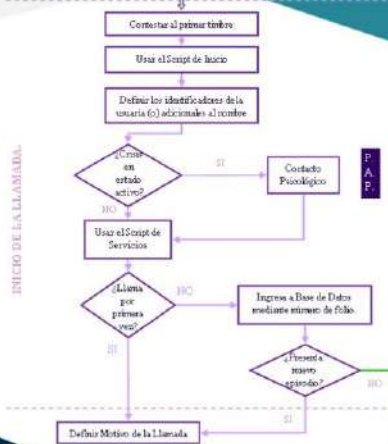 Contestar al primer timbre
Usar el Script de Inicio
Definir los identificadores de la
usuaria (o) adicionales al nombre
¿Crisis
en
estado
activo?
SI
Contacto
Psicológico
P.
A.
P.
NO
Usar el Script de
Servicios
INICIO DE LA LLAMADA.
¿Llama
por
primera
vez?
NO
Ingresa a Base de Datos
mediante número de folio.
SI
¿Presenta
nuevo
episodio?
NO
SI
Definir Motivo de la Llamada